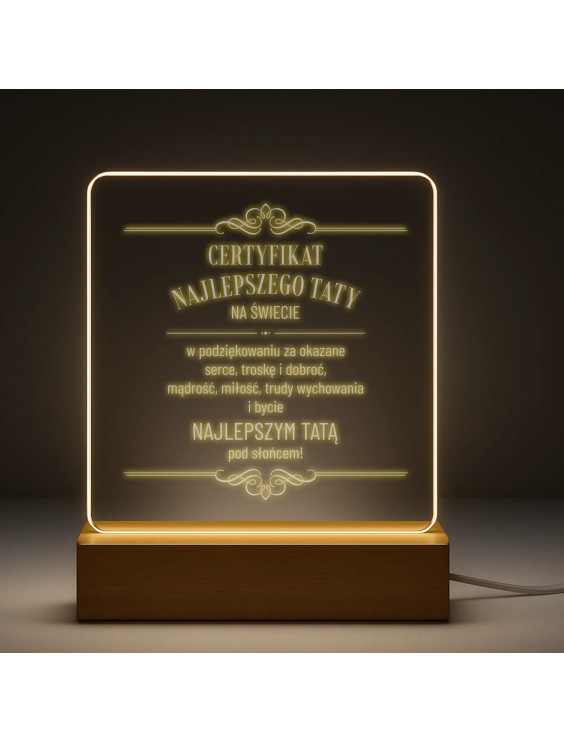 CERTYFIKAT
NAJLEPSZEGO TATY
NA ŚWIECIE
w podziękowaniu za okazane
serce, troskę i dobroć,
mądrość, miłość, trudy wychowania
i bycie
NAJLEPSZYM TATĄ
pod słońcem!